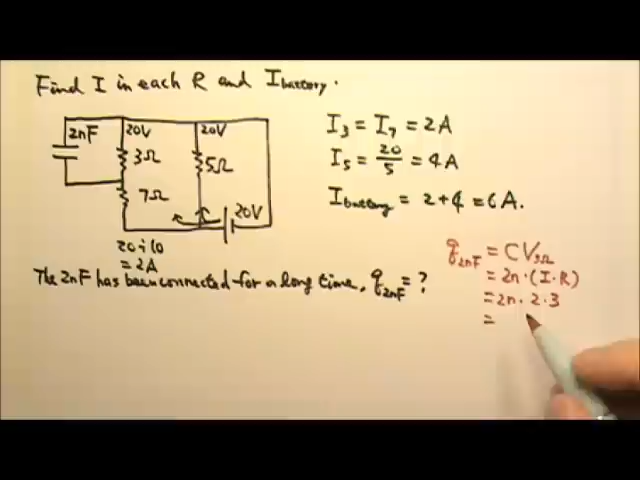 Find I in each R and Ibattery.
2nF
20V
20V
3Ω
5Ω
7Ω
20V
20÷10
= 2A
I3 = I7 = 2A
I5 = 20/5 = 4A
Ibattery = 2+4 = 6A.
The 2nF has been connected for a long time, q2nF = ?
q2nF = CV3Ω
= 2n·(I·R)
= 2n·2·3
=